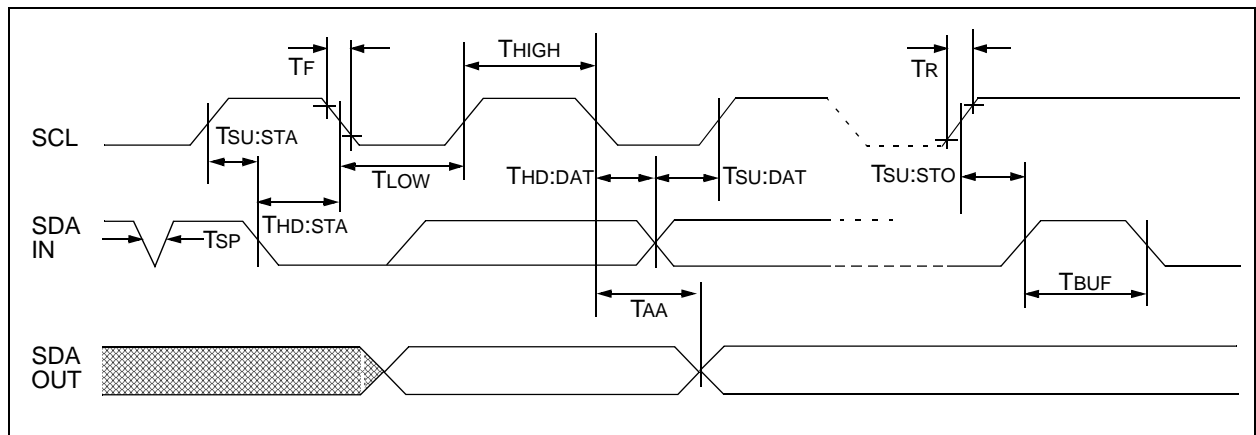 TF
THIGH
TR
SCL
TSU:STA
TLOW
THD:DAT
TSU:DAT
TSU:STO
SDA
IN
TSP
THD:STA
TBUF
TAA
SDA
OUT